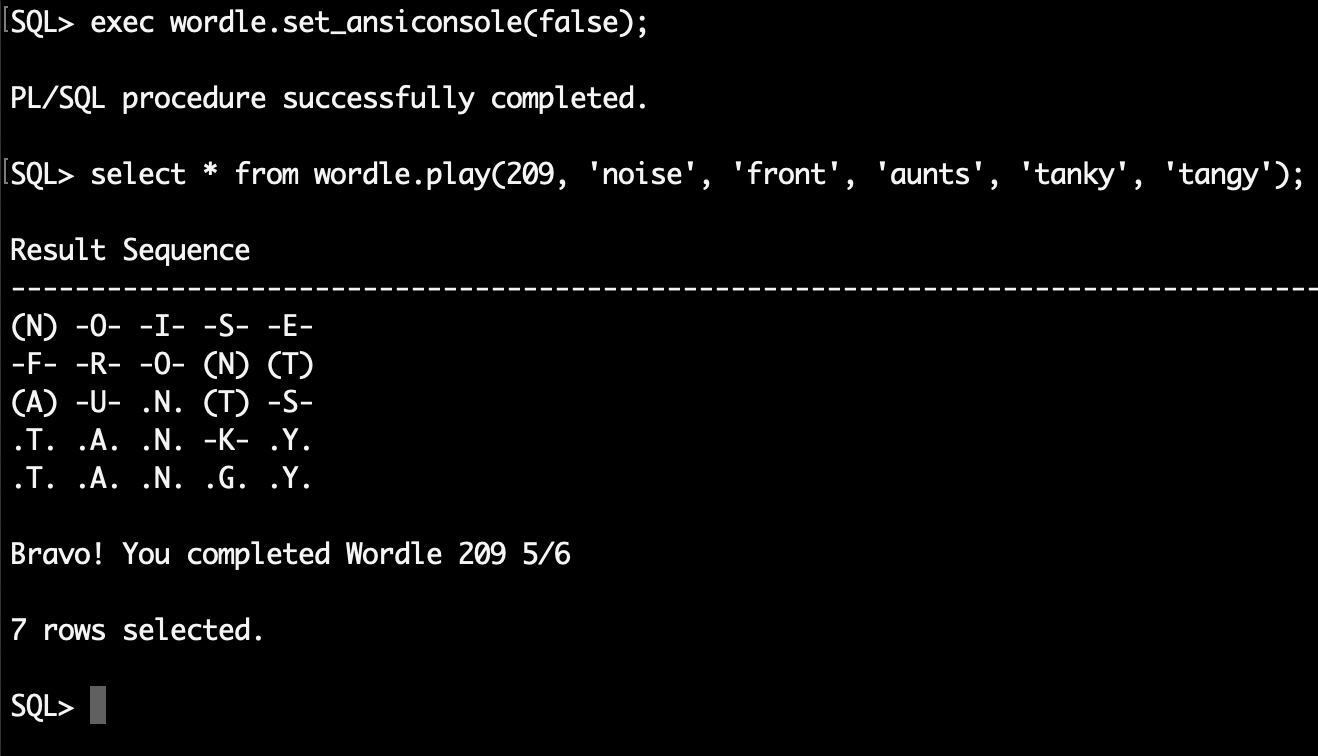 SQL> exec wordle.set_ansiconsole(false);
PL/SQL procedure successfully completed.
SQL> select * from wordle.play(209, 'noise', 'front', 'aunts', 'tanky', 'tangy');
Result Sequence
----------------------------------------------------------------------------------
(N) -O- -I- -S- -E-
-F- -R- -O- (N) (T)
(A) -U- .N. (T) -S-
.T. .A. .N. -K- .Y.
.T. .A. .N. .G. .Y.
Bravo! You completed Wordle 209 5/6
7 rows selected.
SQL>